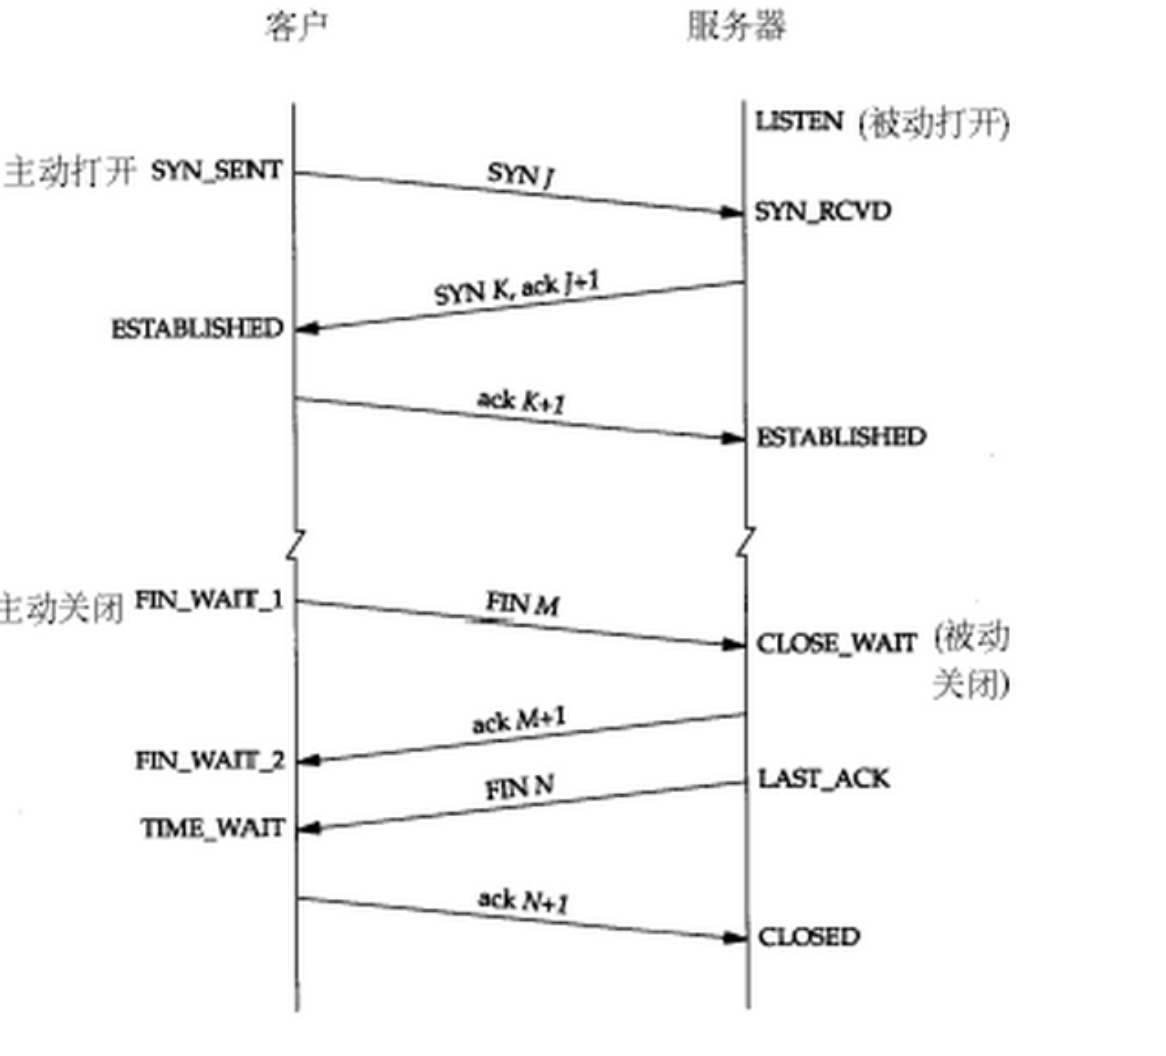 客户
服务器
LISTEN (被动打开)
主动打开 SYN_SENT
SYN J
SYN_RCVD
SYN K, ack J+1
ESTABLISHED
ack K+1
ESTABLISHED
主动关闭 FIN_WAIT_1
FIN M
CLOSE_WAIT (被动
关闭)
ack M+1
FIN_WAIT_2
FIN N
LAST_ACK
TIME_WAIT
ack N+1
CLOSED